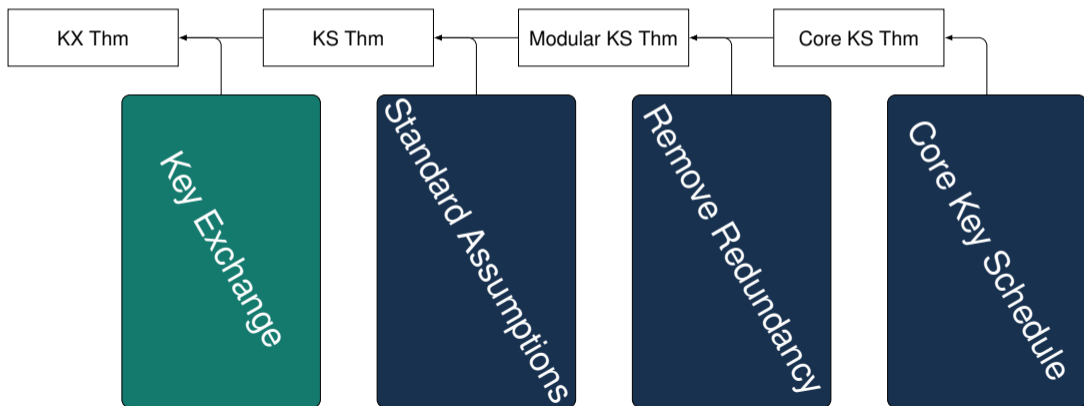 KX Thm
KS Thm
Modular KS Thm
Core KS Thm
Key Exchange
Standard Assumptions
Remove Redundancy
Core Key Schedule